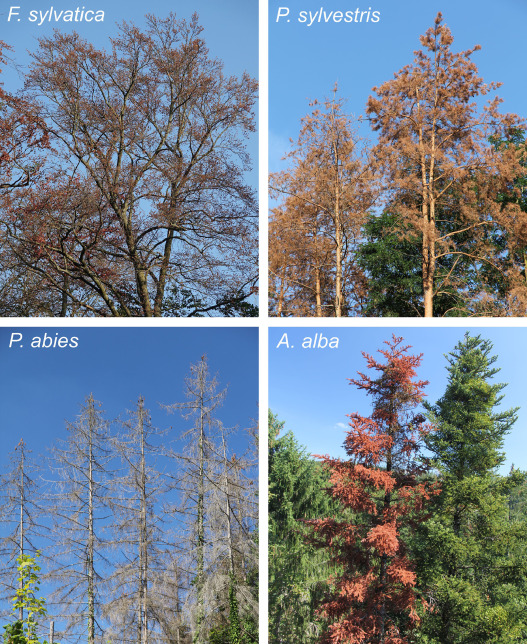 F. sylvatica
P. sylvestris
P. abies
A. alba